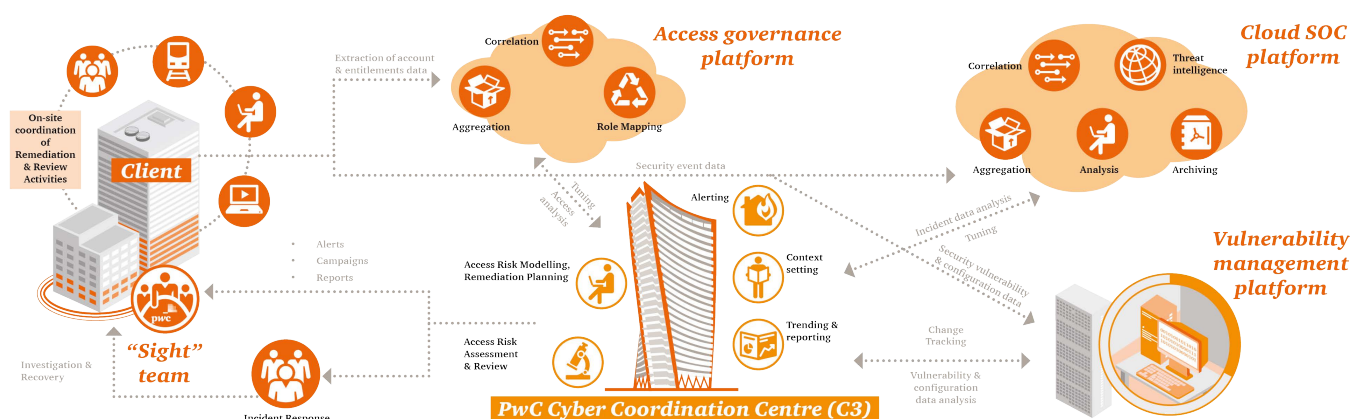 Access governance
platform
Cloud SOC
platform
Correlation
Aggregation
Role Mapping
Extraction of account
& entitlements data
Correlation
Threat
intelligence
Aggregation
Analysis
Archiving
On-site
coordination
of
Remediation
& Review
Activities
Client
Security event data
Tuning
Access
analysis
Incident data analysis
Tuning
Security vulnerability
& configuration data
Vulnerability
management
platform
• Alerts
• Campaigns
• Reports
Access Risk Modelling,
Remediation Planning
Access Risk
Assessment
& Review
Alerting
Context
setting
Trending &
reporting
Change
Tracking
Vulnerability &
configuration
data analysis
pwc
“Sight”
team
Investigation &
Recovery
Incident Response
PwC Cyber Coordination Centre (C3)